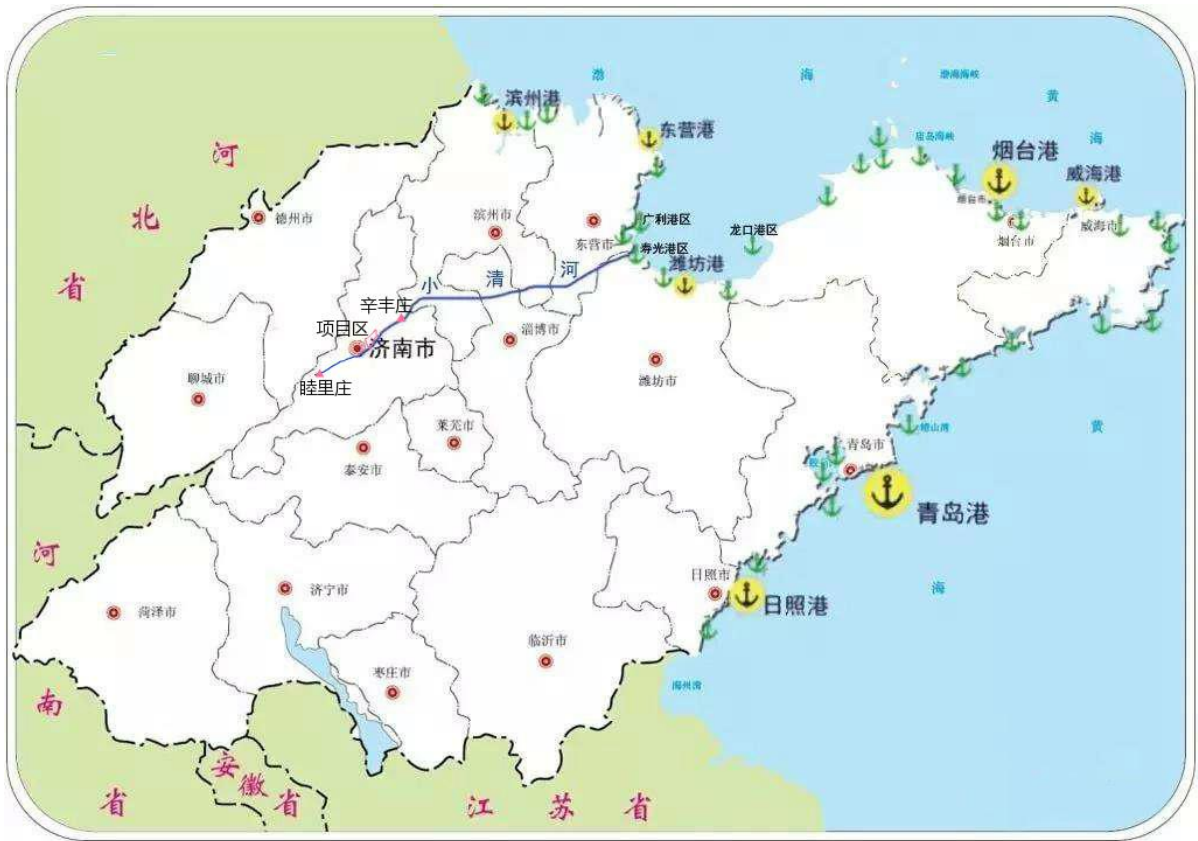 渤
海
渤海海峡
黄
海
滨州港
东营港
庙岛海峡
烟台港
威海港
河
北
省
德州市
滨州市
东营市
广利港区
寿光港区
龙口港区
烟台市
烟台市
威海市
潍坊港
小
清
河
辛丰庄
项目区
济南市
睦里庄
淄博市
潍坊市
聊城市
莱芜市
泰安市
青岛市
崂山湾
黄
海
青岛港
河
南
省
菏泽市
济宁市
枣庄市
临沂市
日照市
日照港
海州湾
安
徽
省
江
苏
省